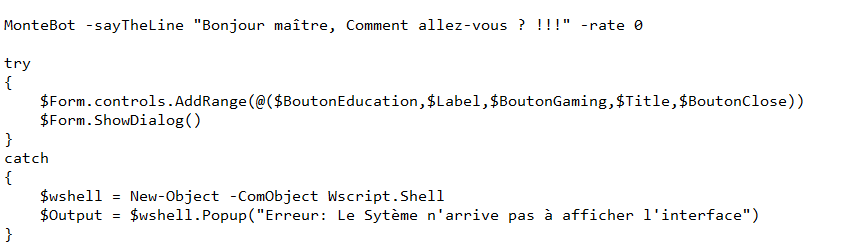 MonteBot -sayTheLine "Bonjour maître, Comment allez-vous ? !!!" -rate 0
try
{
$Form.controls.AddRange(@($BoutonEducation,$Label,$BoutonGaming,$Title,$BoutonClose))
$Form.ShowDialog()
}
catch
{
$wshell = New-Object -ComObject Wscript.Shell
$Output = $wshell.Popup("Erreur: Le Sytème n'arrive pas à afficher l'interface")
}